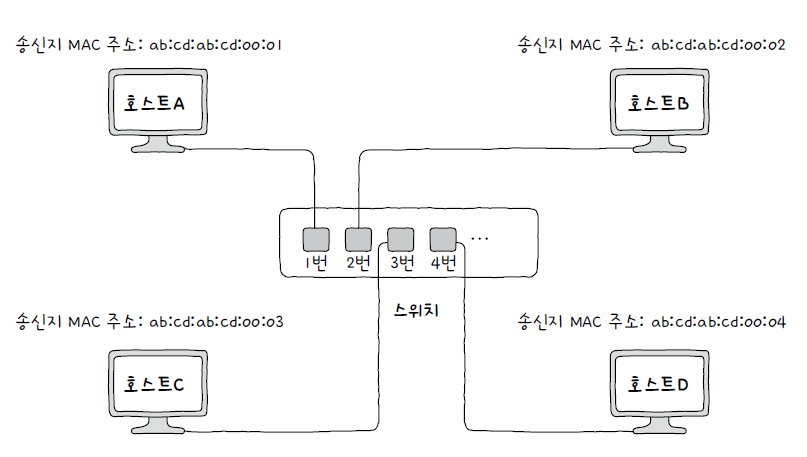 송신지 MAC 주소: ab:cd:ab:cd:00:01
송신지 MAC 주소: ab:cd:ab:cd:00:02
호스트A
호스트B
1번 2번 3번 4번 ...
스위치
송신지 MAC 주소: ab:cd:ab:cd:00:03
송신지 MAC 주소: ab:cd:ab:cd:00:04
호스트C
호스트D